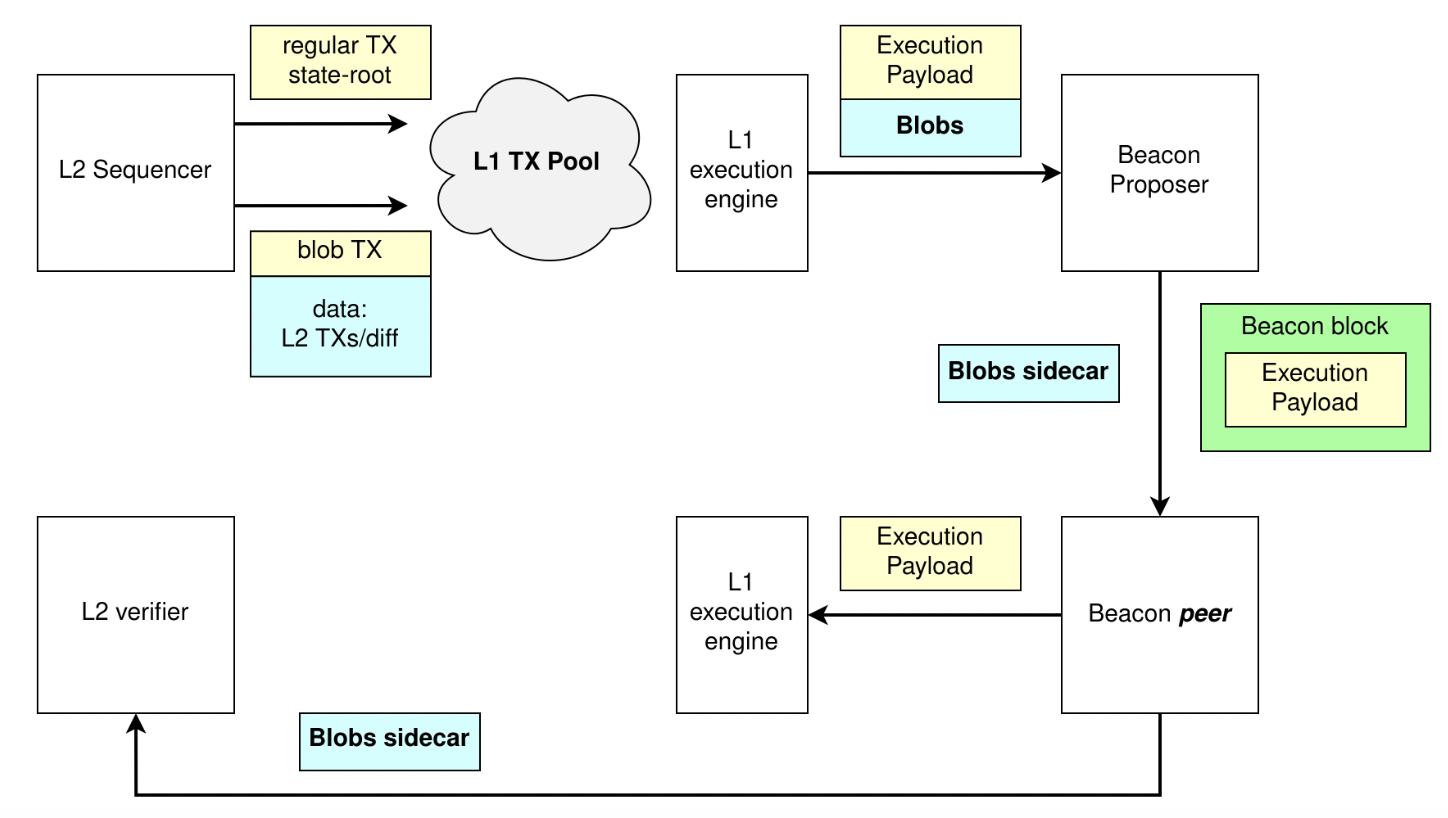 regular TX
state-root
L2 Sequencer
blob TX
data:
L2 TXs/diff
L1 TX Pool
L1
execution
engine
Execution
Payload
Blobs
Beacon
Proposer
Blobs sidecar
Beacon block
Execution
Payload
L2 verifier
L1
execution
engine
Execution
Payload
Beacon peer
Blobs sidecar